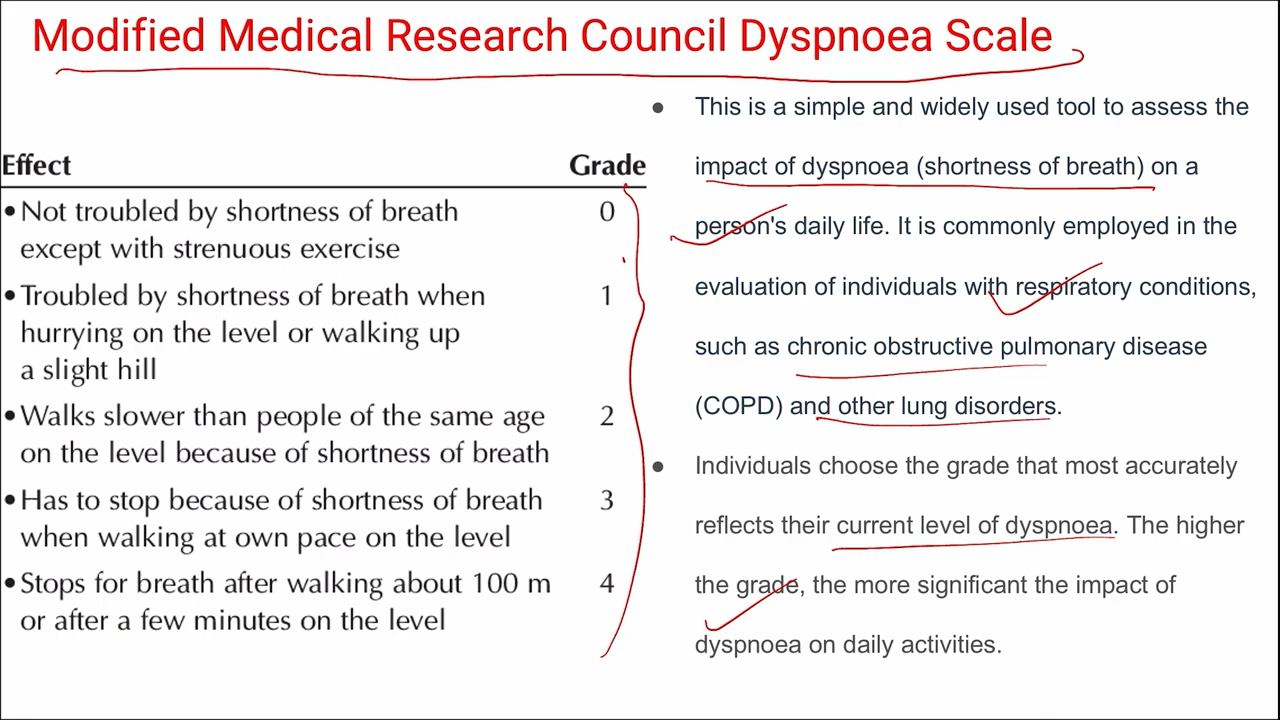 Modified Medical Research Council Dyspnoea Scale
Effect Grade
•Not troubled by shortness of breath 0
except with strenuous exercise
•Troubled by shortness of breath when 1
hurrying on the level or walking up
a slight hill
•Walks slower than people of the same age 2
on the level because of shortness of breath
•Has to stop because of shortness of breath 3
when walking at own pace on the level
•Stops for breath after walking about 100 m 4
or after a few minutes on the level
● This is a simple and widely used tool to assess the
impact of dyspnoea (shortness of breath) on a
person's daily life. It is commonly employed in the
evaluation of individuals with respiratory conditions,
such as chronic obstructive pulmonary disease
(COPD) and other lung disorders.
● Individuals choose the grade that most accurately
reflects their current level of dyspnoea. The higher
the grade, the more significant the impact of
dyspnoea on daily activities.